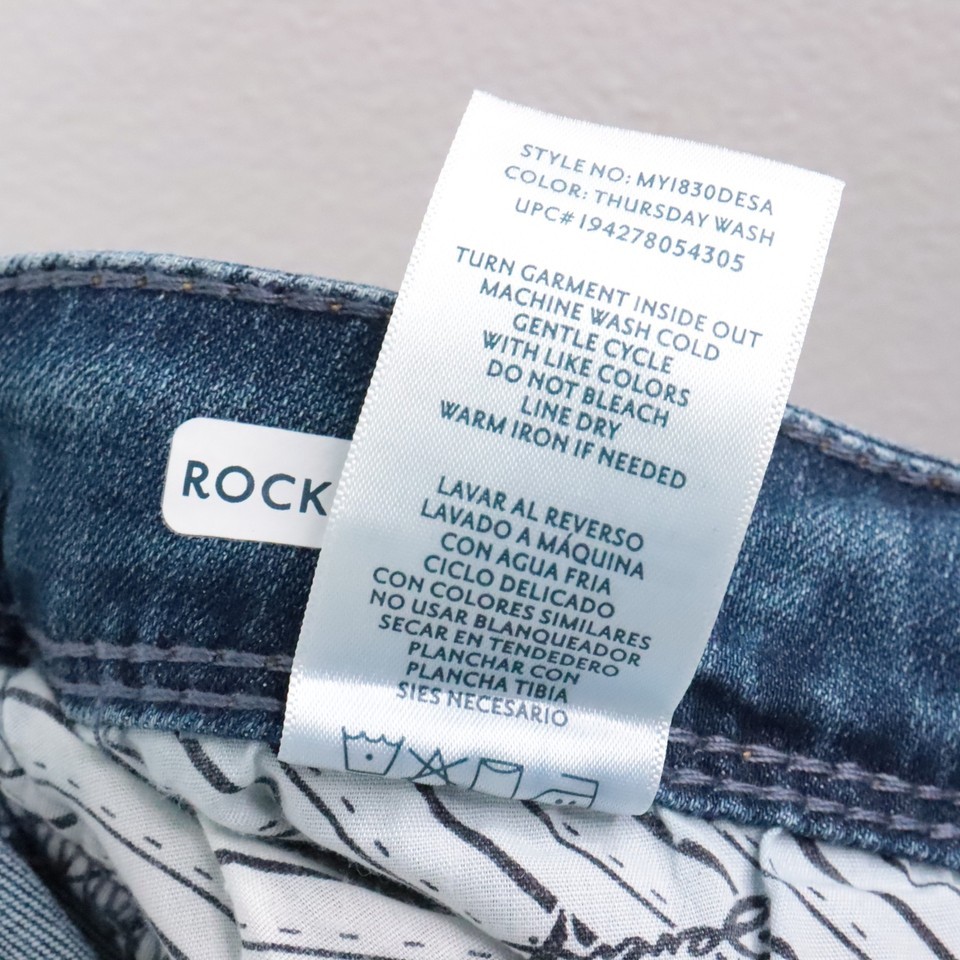 STYLE NO: MY1830DESA
COLOR: THURSDAY WASH
UPC# 194278054305
TURN GARMENT INSIDE OUT
MACHINE WASH COLD
GENTLE CYCLE
WITH LIKE COLORS
DO NOT BLEACH
LINE DRY
WARM IRON IF NEEDED
LAVAR AL REVERSO
LAVADO A MÁQUINA
CON AGUA FRIA
CICLO DELICADO
CON COLORES SIMILARES
NO USAR BLANQUEADOR
SECAR EN TENDEDERO
PLANCHAR CON
PLANCHA TIBIA
SIES NECESARIO
ROCK